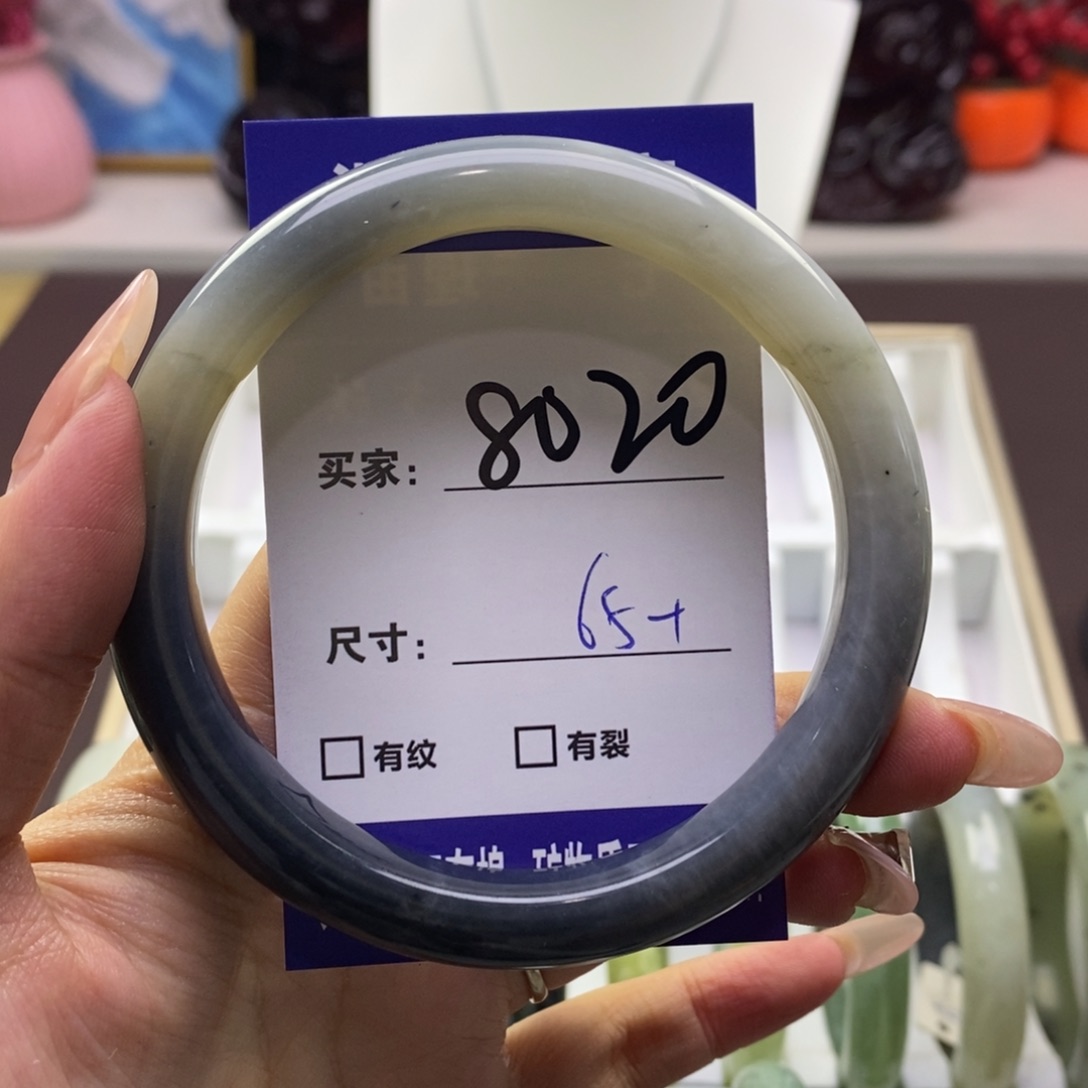 买家: 8020
尺寸: 65+
□有纹 □有裂